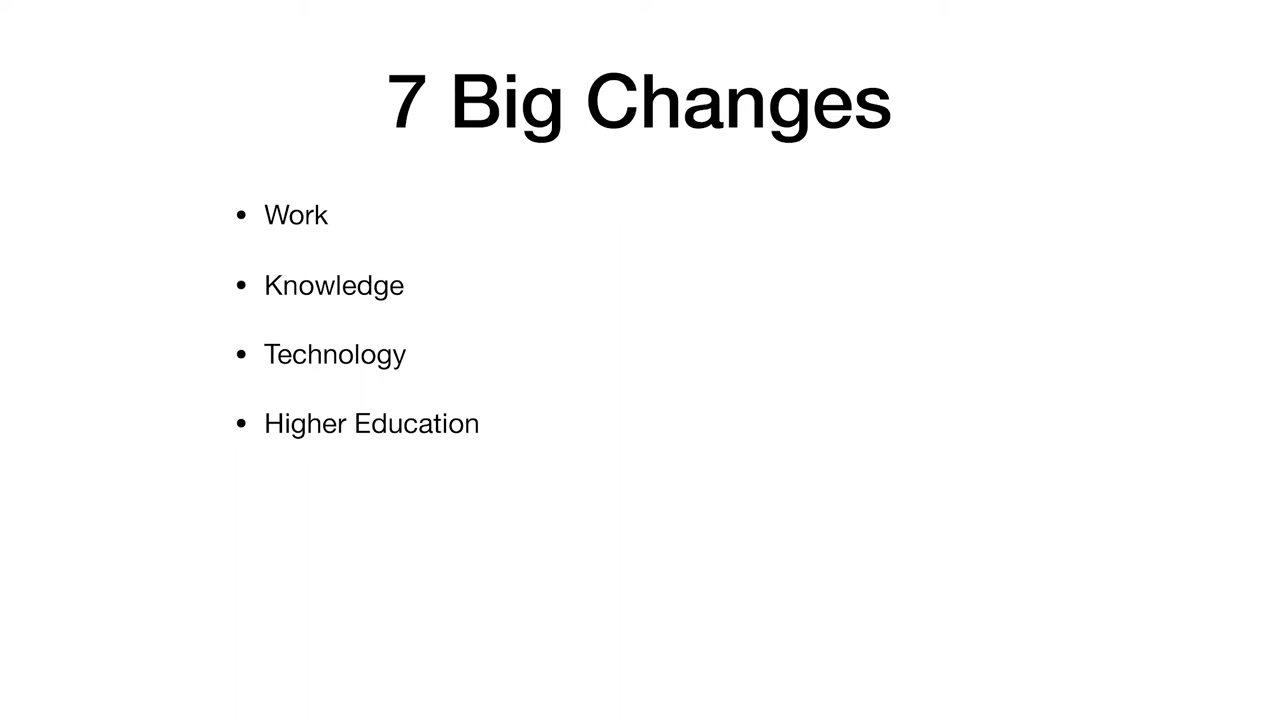 7 Big Changes
• Work
• Knowledge
• Technology
• Higher Education